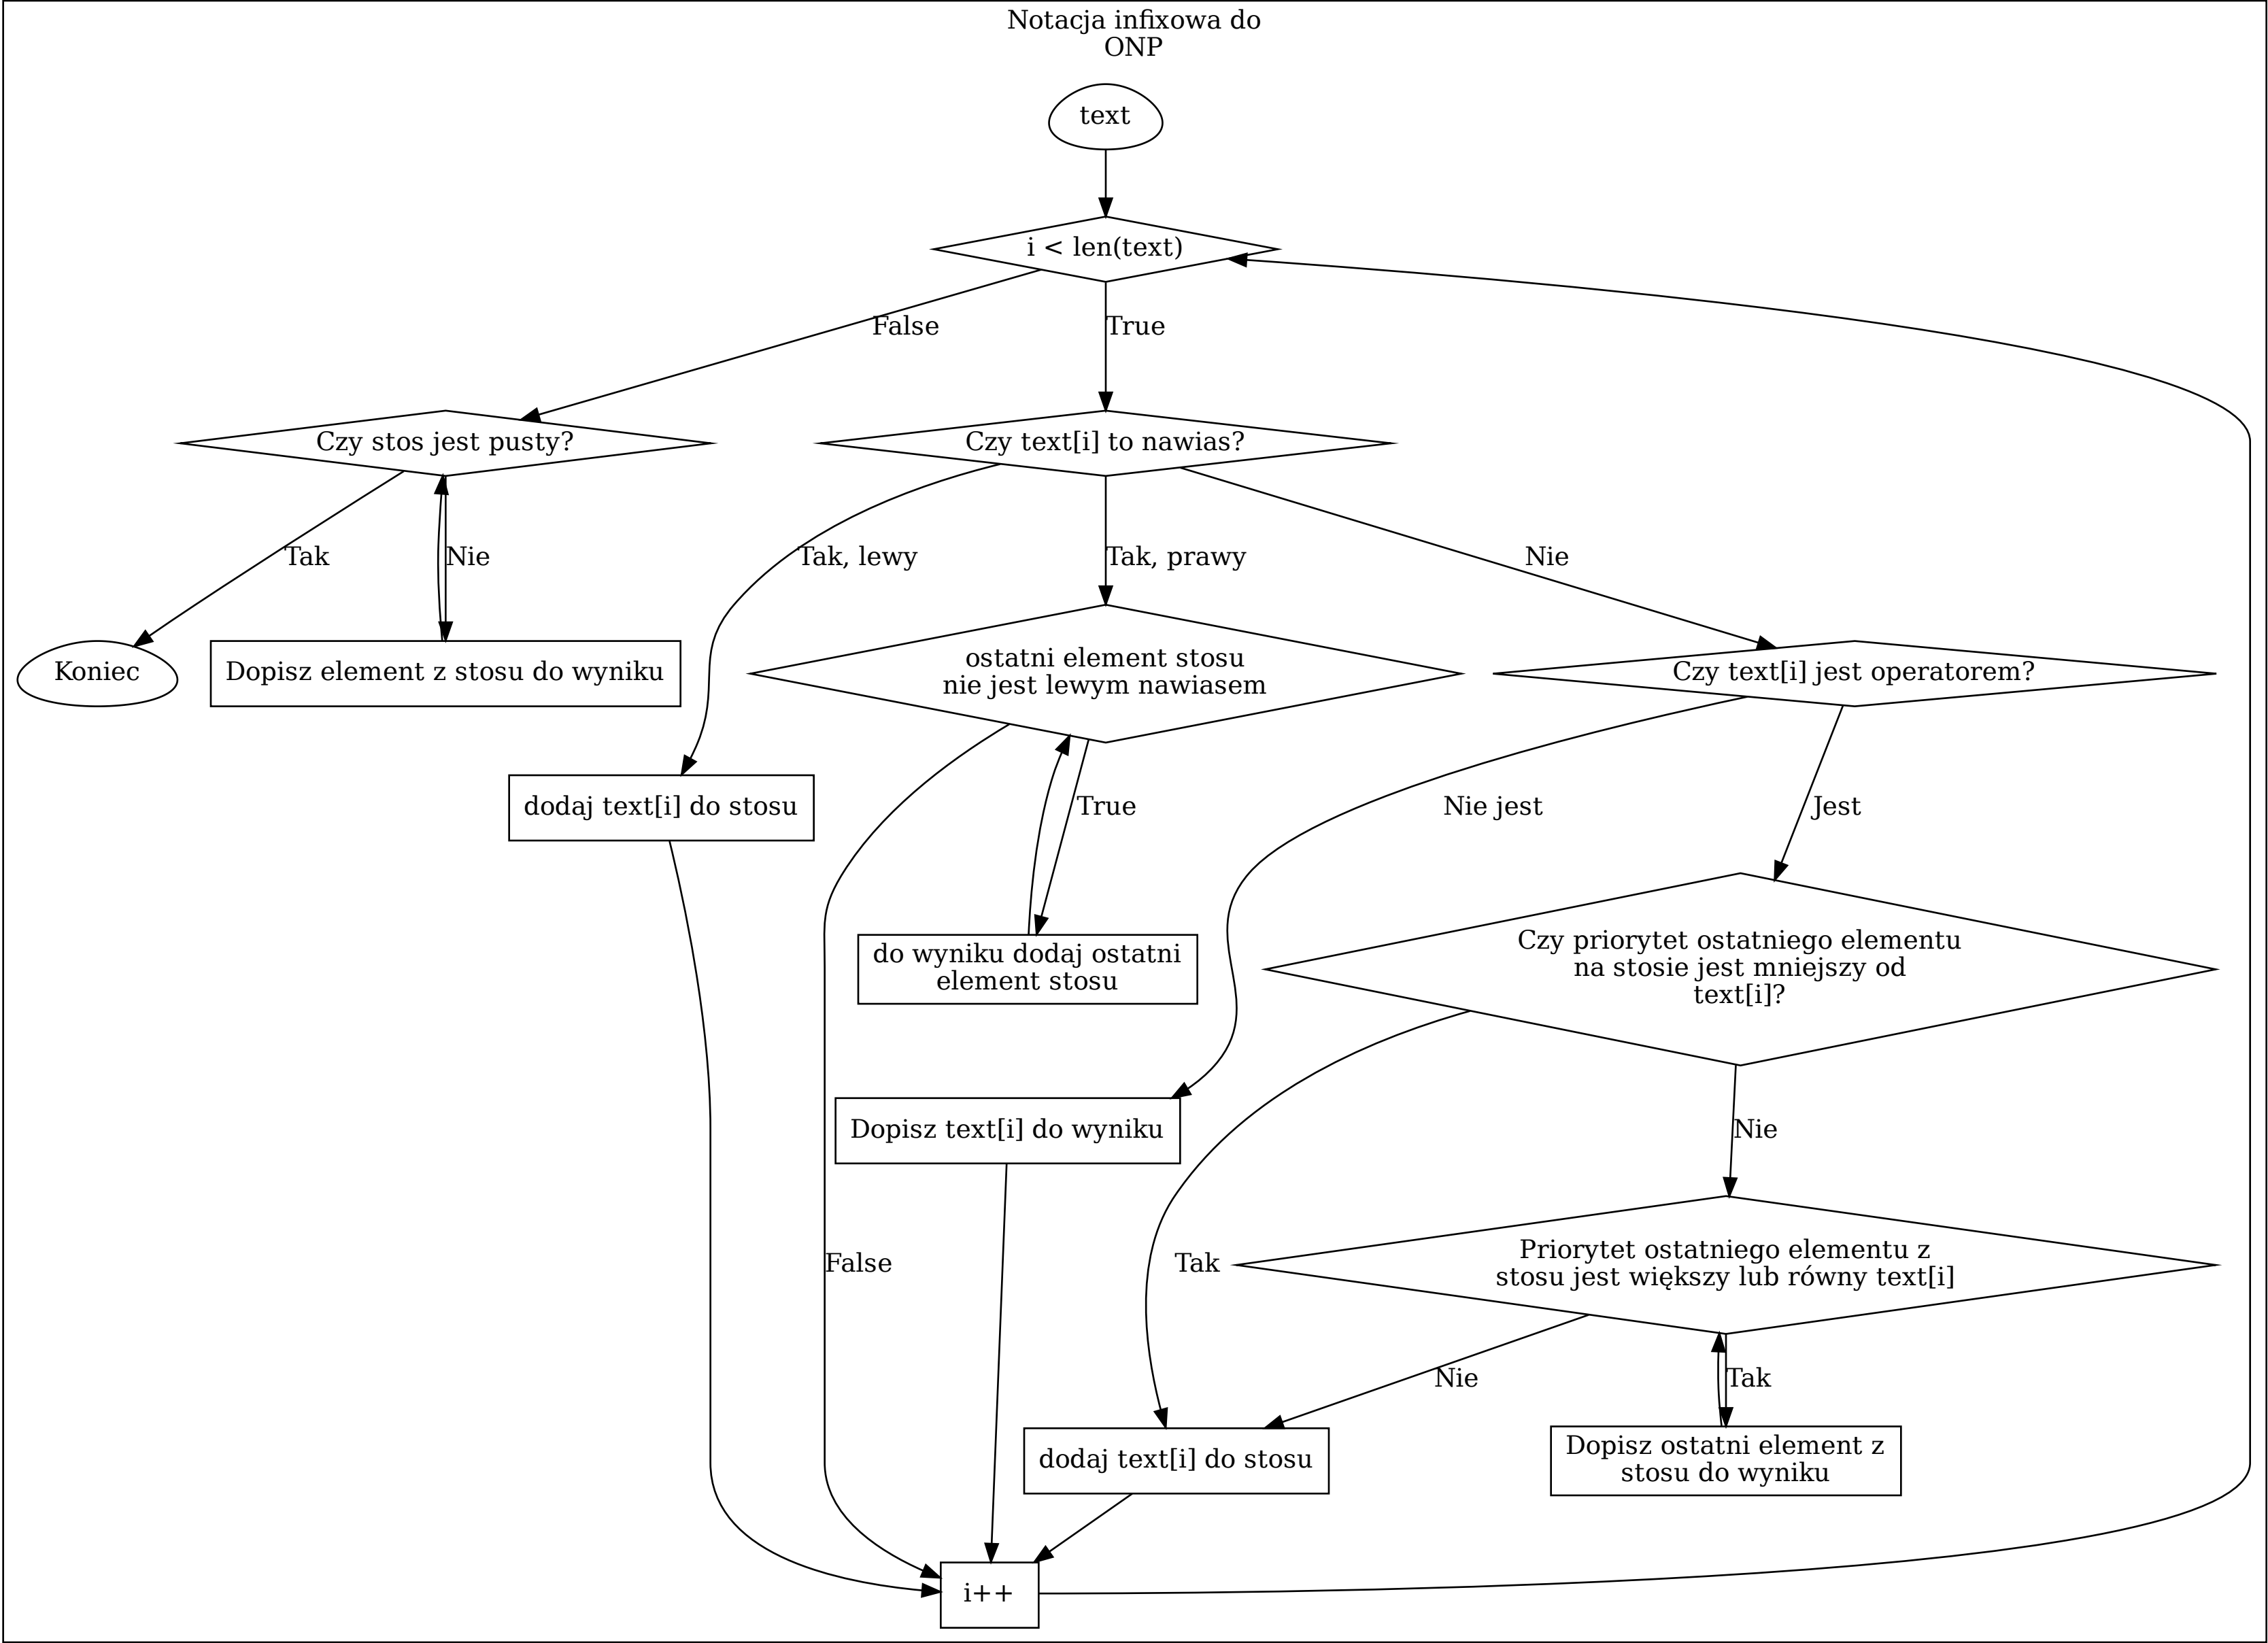 Notacja infixowa do
ONP
text
i < len(text)
False
True
Czy stos jest pusty?
Czy text[i] to nawias?
Tak
Nie
Tak, lewy
Tak, prawy
Nie
Koniec
Dopisz element z stosu do wyniku
ostatni element stosu
nie jest lewym nawiasem
Czy text[i] jest operatorem?
dodaj text[i] do stosu
True
Nie jest
Jest
do wyniku dodaj ostatni
element stosu
Czy priorytet ostatniego elementu
na stosie jest mniejszy od
text[i]?
Dopisz text[i] do wyniku
Nie
False
Tak
Priorytet ostatniego elementu z
stosu jest większy lub równy text[i]
Nie
Tak
dodaj text[i] do stosu
Dopisz ostatni element z
stosu do wyniku
i++